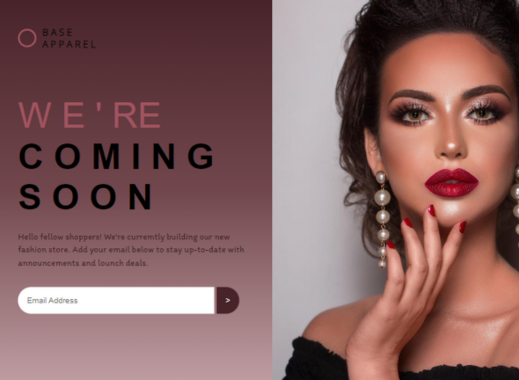 BASE
APPAREL
WE'RE
COMING
SOON
Hello fellow shoppers! We're currently building our new
fashion store. Add your email below to stay up-to-date with
announcements and lounch deals.
Email Address >